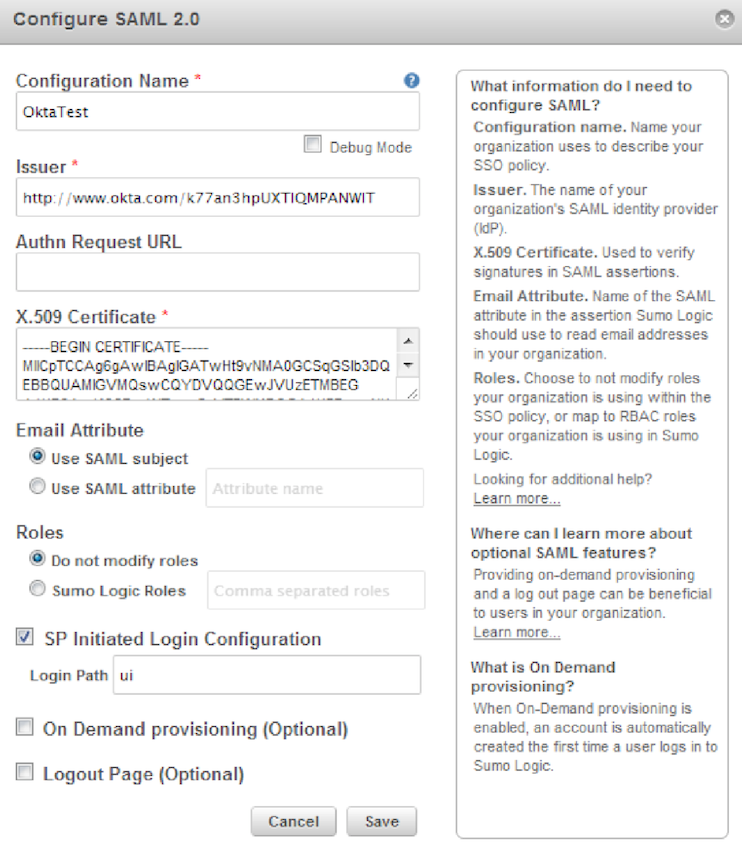 Configure SAML 2.0
Configuration Name *
OktaTest
Debug Mode
Issuer *
http://www.okta.com/k77an3hpUXTIQMPANWIT
Authn Request URL
X.509 Certificate *
-----BEGIN CERTIFICATE-----
MIICpTCCAg6gAwIBAgIGATwHt9vNMA0GCSqGSIb3DQ
EBBQUAMIGVMQswCQYDVQQGEwJVUzETMBEG
Email Attribute
Use SAML subject
Use SAML attribute Attribute name
Roles
Do not modify roles
Sumo Logic Roles Comma separated roles
SP Initiated Login Configuration
Login Path ui
On Demand provisioning (Optional)
Logout Page (Optional)
Cancel Save
What information do I need to
configure SAML?
Configuration name. Name your
organization uses to describe your
SSO policy.
Issuer. The name of your
organization's SAML identity provider
(IdP).
X.509 Certificate. Used to verify
signatures in SAML assertions.
Email Attribute. Name of the SAML
attribute in the assertion Sumo Logic
should use to read email addresses
in your organization.
Roles. Choose to not modify roles
your organization is using within the
SSO policy, or map to RBAC roles
your organization is using in Sumo
Logic.
Looking for additional help?
Learn more...
Where can I learn more about
optional SAML features?
Providing on-demand provisioning
and a log out page can be beneficial
to users in your organization.
Learn more...
What is On Demand
provisioning?
When On-Demand provisioning is
enabled, an account is automatically
created the first time a user logs in to
Sumo Logic.